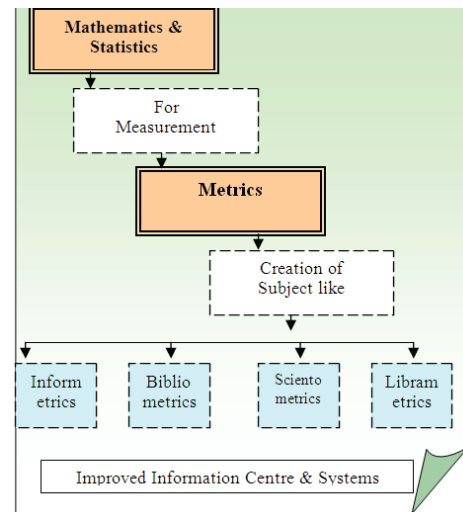 Mathematics &
Statistics
For
Measurement
Metrics
Creation of
Subject like
Inform
etrics
Biblio
metrics
Sciento
metrics
Libram
etrics
Improved Information Centre & Systems